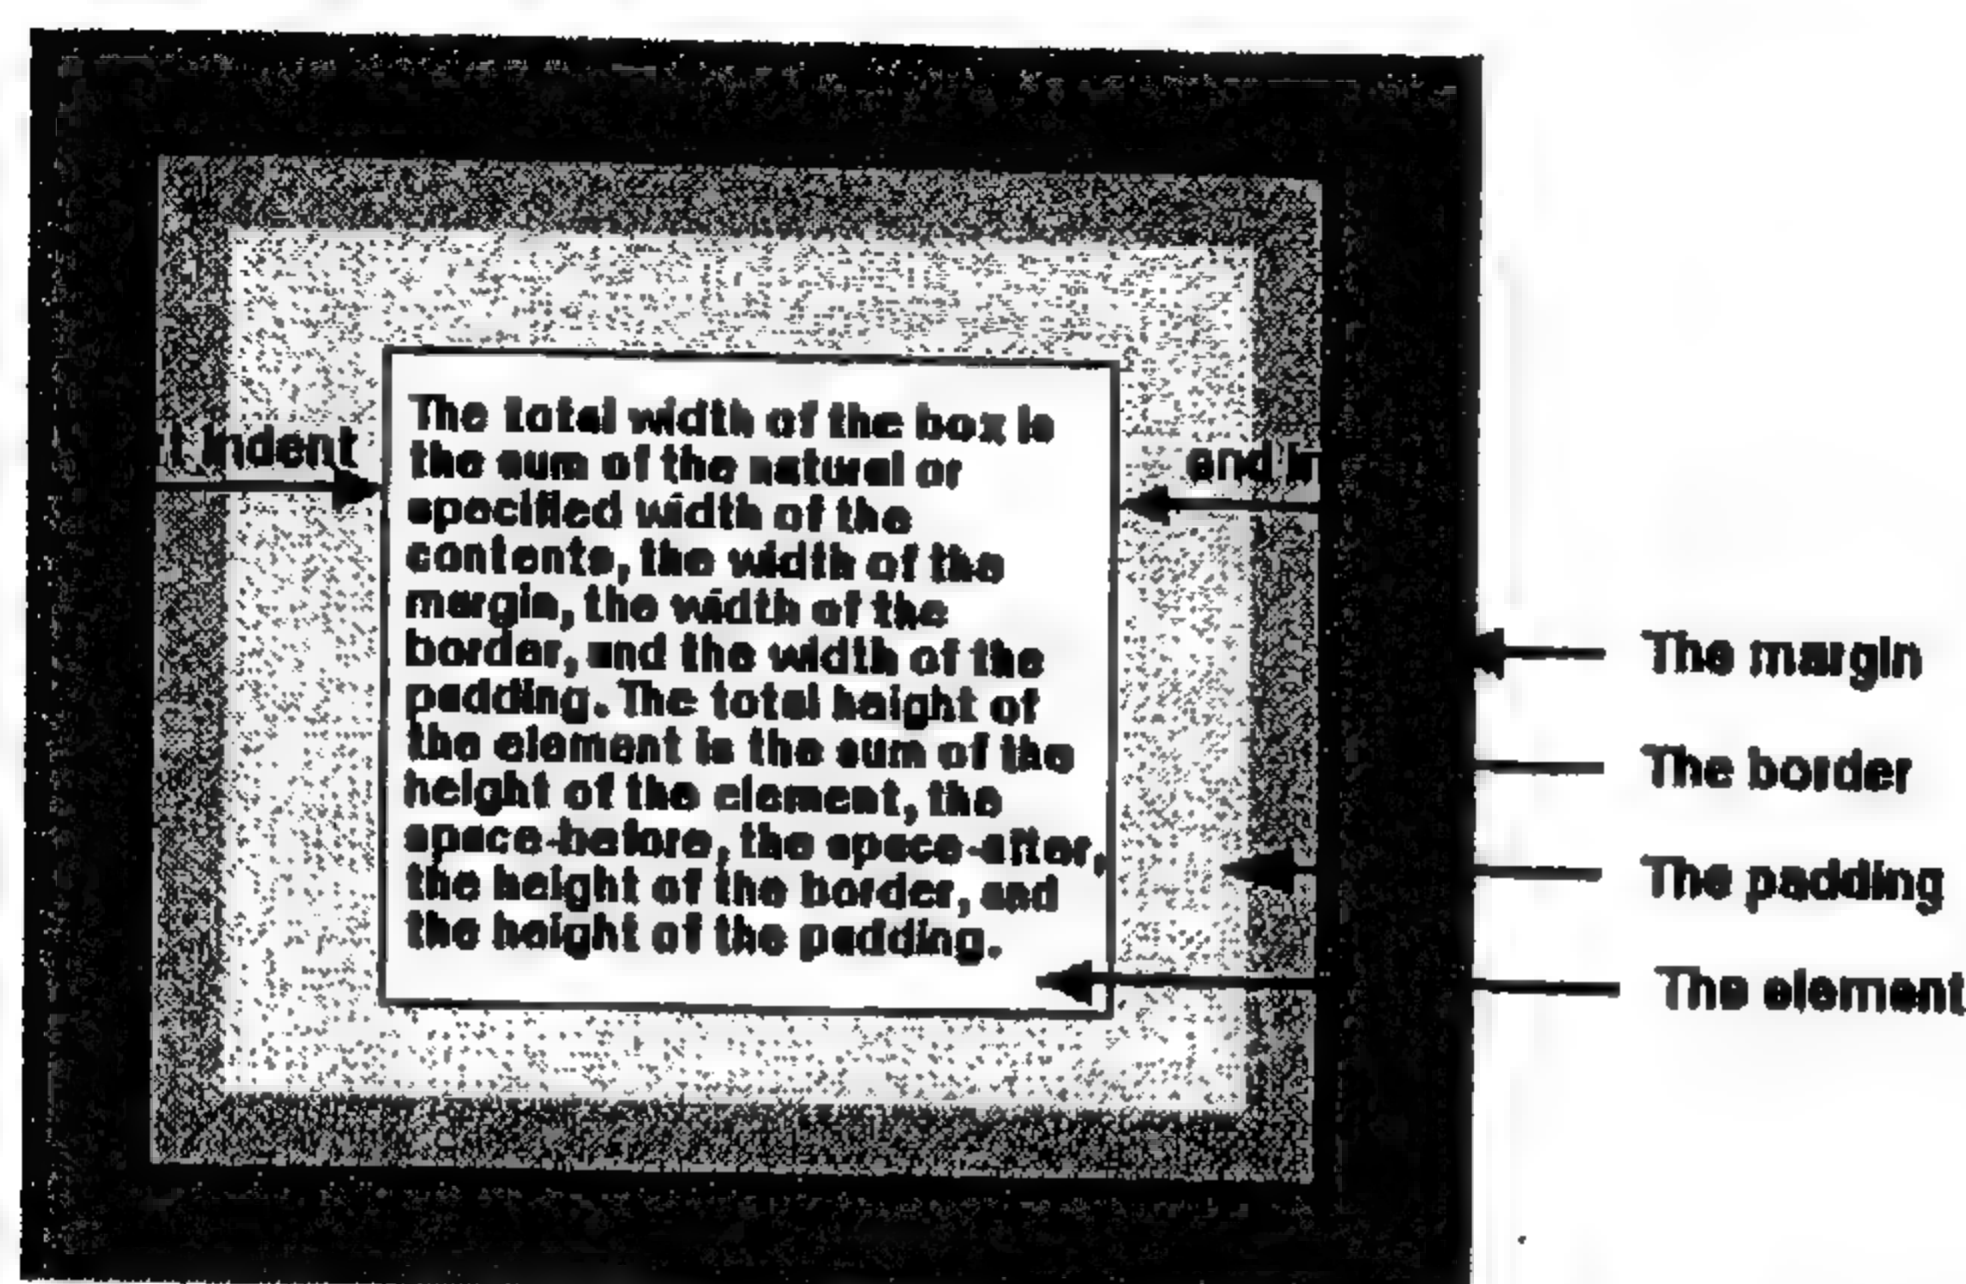 The total width of the box is
the sum of the natural or
specified width of the
contents, the width of the
margin, the width of the
border, and the width of the
padding. The total height of
the element is the sum of the
height of the element, the
space-before, the space-after,
the height of the border, and
the height of the padding.
t indent
end in
The margin
The border
The padding
The element